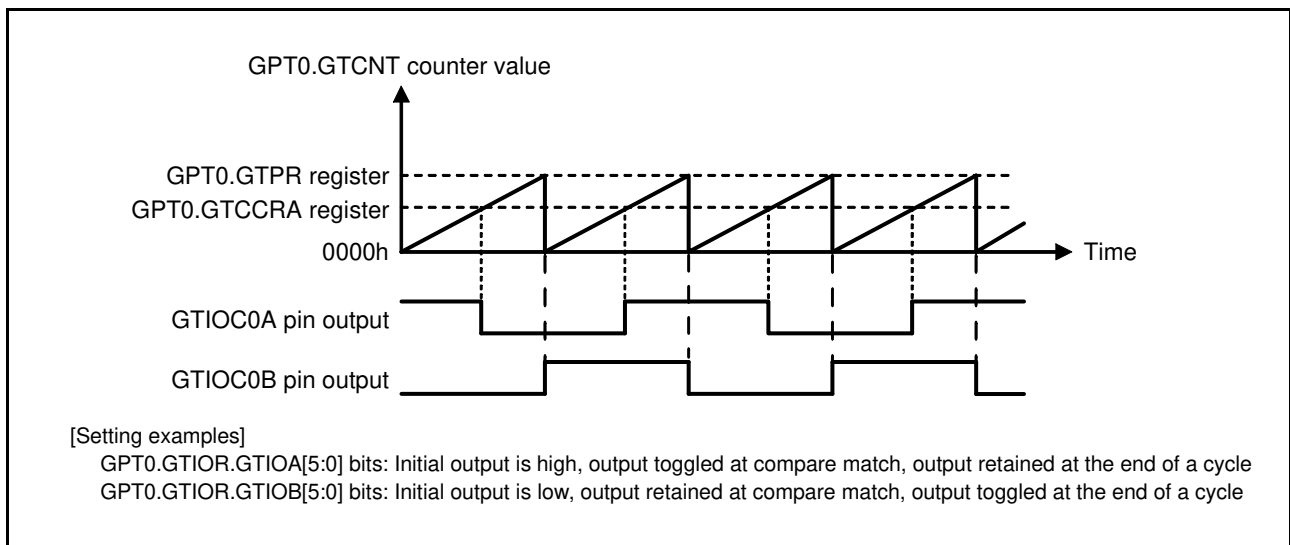 GPT0.GTCNT counter value
GPT0.GTPR register
GPT0.GTCCRA register
0000h
Time
GTIOC0A pin output
GTIOC0B pin output
[Setting examples]
GPT0.GTIOR.GTIOA[5:0] bits: Initial output is high, output toggled at compare match, output retained at the end of a cycle
GPT0.GTIOR.GTIOB[5:0] bits: Initial output is low, output retained at compare match, output toggled at the end of a cycle